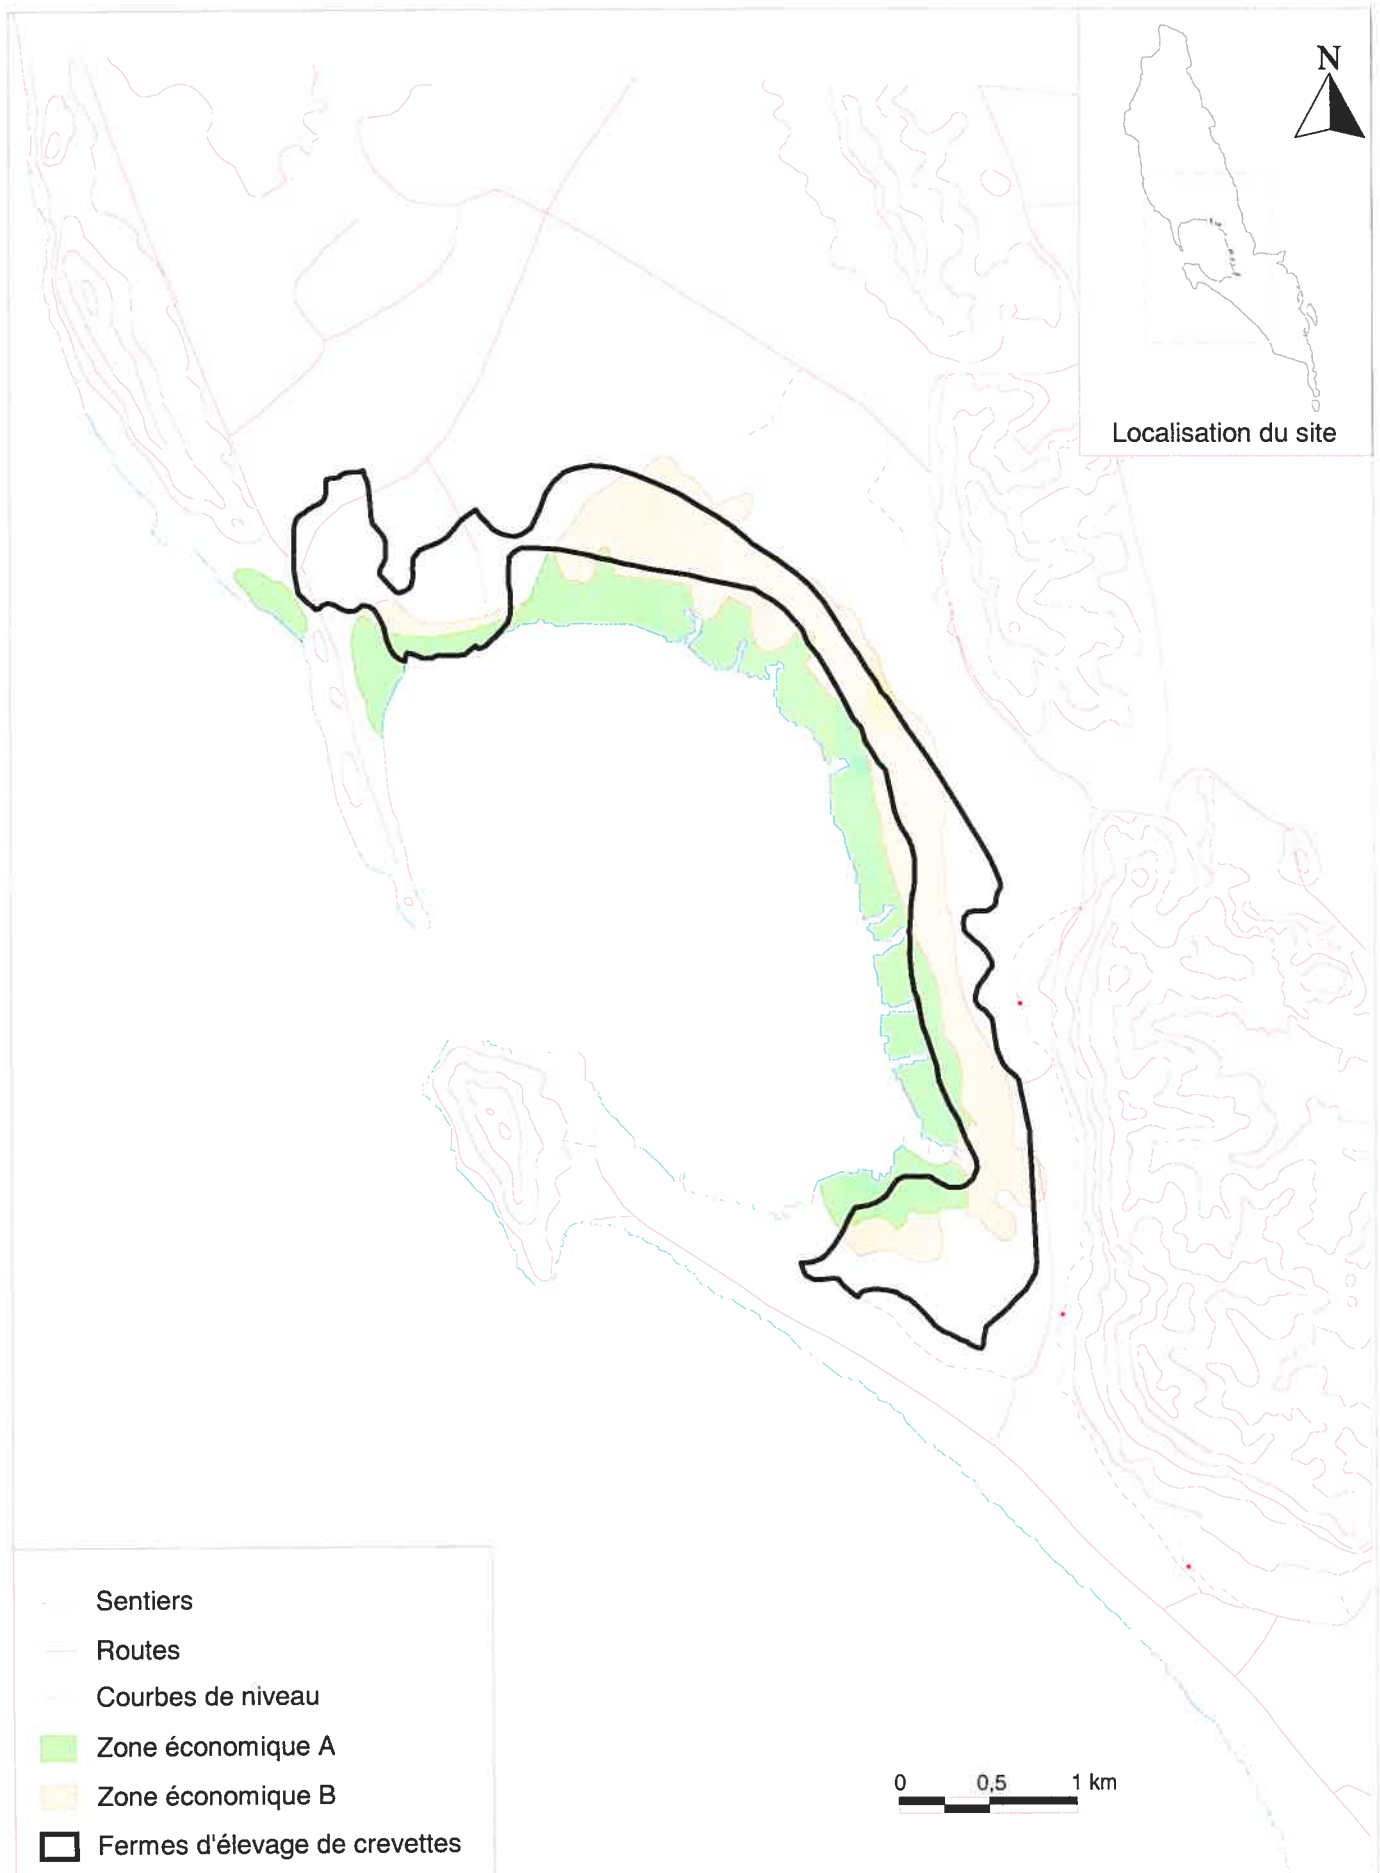 N
Localisation du site
Sentiers
Routes
Courbes de niveau
Zone économique A
Zone économique B
Fermes d'élevage de crevettes
0 0,5 1 km